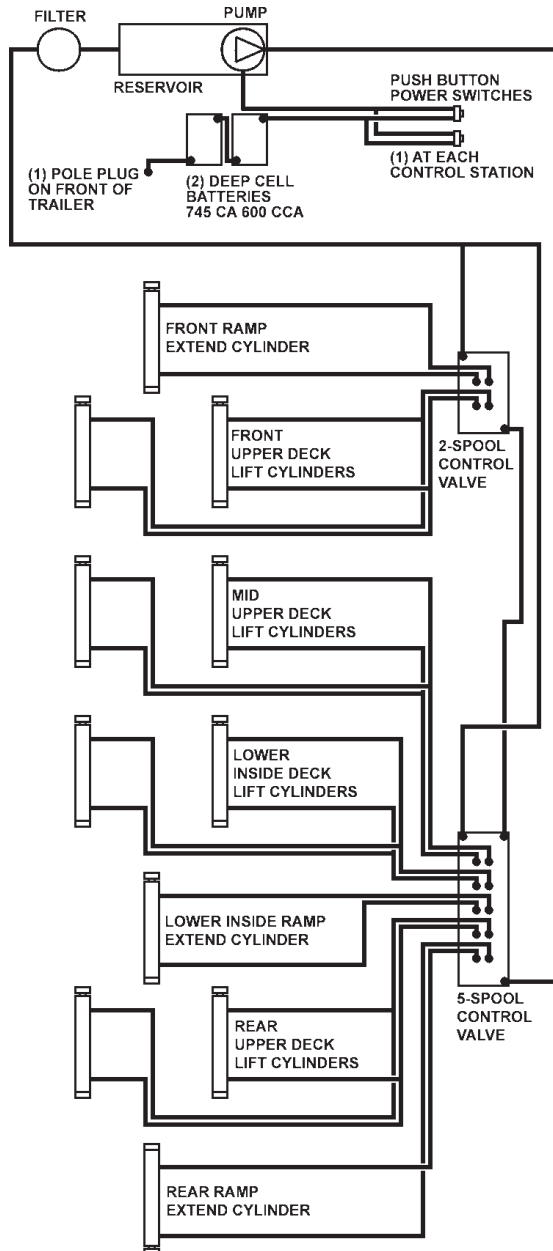 FILTER
PUMP
RESERVOIR
PUSH BUTTON
POWER SWITCHES
(1) AT EACH
CONTROL STATION
(1) POLE PLUG
ON FRONT OF
TRAILER
(2) DEEP CELL
BATTERIES
745 CA 600 CCA
FRONT RAMP
EXTEND CYLINDER
FRONT
UPPER DECK
LIFT CYLINDERS
2-SPOOL
CONTROL
VALVE
MID
UPPER DECK
LIFT CYLINDERS
LOWER
INSIDE DECK
LIFT CYLINDERS
LOWER INSIDE RAMP
EXTEND CYLINDER
5-SPOOL
CONTROL
VALVE
REAR
UPPER DECK
LIFT CYLINDERS
REAR RAMP
EXTEND CYLINDER